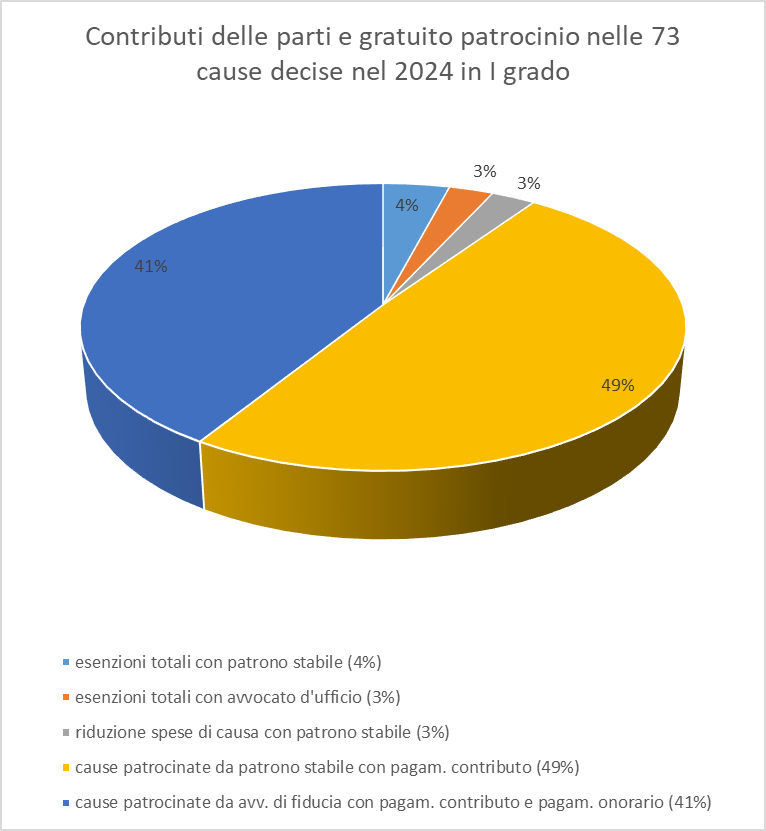 Contributi delle parti e gratuito patrocinio nelle 73
cause decise nel 2024 in I grado
4%
3%
3%
41%
49%
esenzioni totali con patrono stabile (4%)
esenzioni totali con avvocato d'ufficio (3%)
riduzione spese di causa con patrono stabile (3%)
cause patrocinate da patrono stabile con pagam. contributo (49%)
cause patrocinate da avv. di fiducia con pagam. contributo e pagam. onorario (41%)